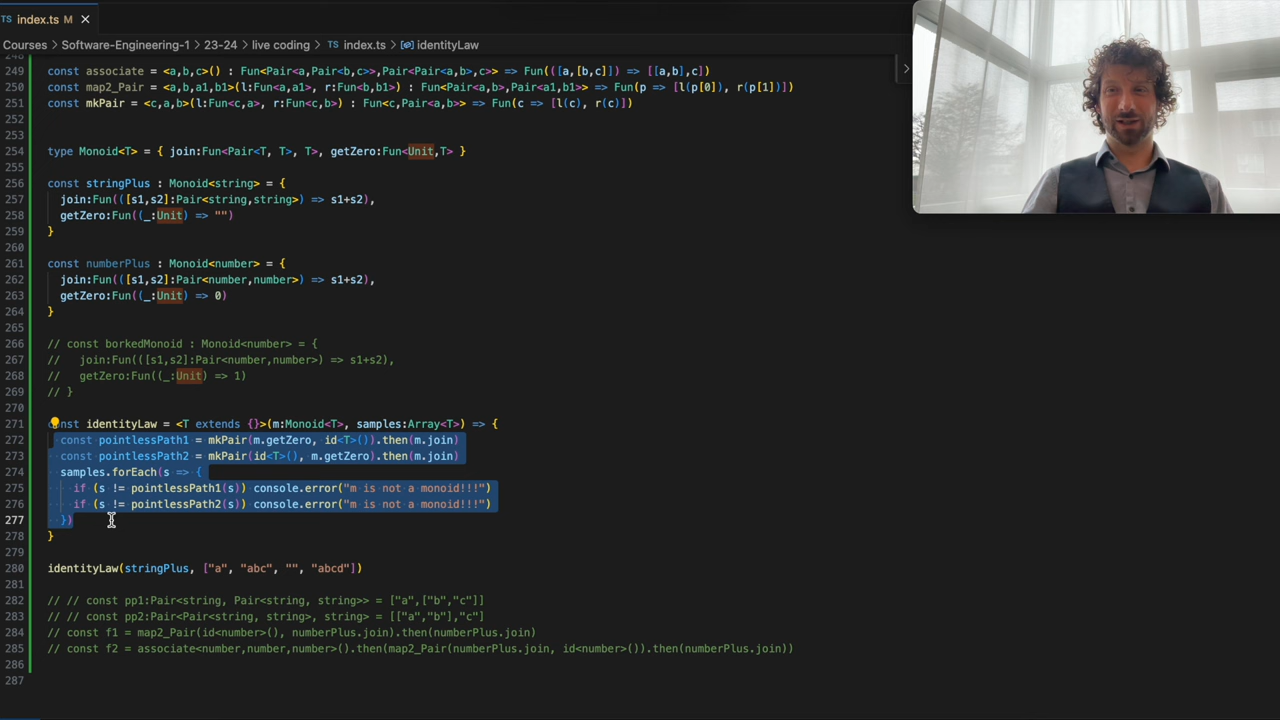 TS index.ts M ×
Courses > Software-Engineering-1 > 23-24 > live coding > TS index.ts > identityLaw
248
249 const associate = <a,b,c>() : Fun<Pair<a,Pair<b,c>>,Pair<Pair<a,b>,c>> => Fun(([a,[b,c]]) => [[a,b],c])
250 const map2_Pair = <a,b,a1,b1>(l:Fun<a,a1>, r:Fun<b,b1>) : Fun<Pair<a,b>,Pair<a1,b1>> => Fun(p => [l(p[0]), r(p[1])])
251 const mkPair = <c,a,b>(l:Fun<c,a>, r:Fun<c,b>) : Fun<c,Pair<a,b>> => Fun(c => [l(c), r(c)])
252
253
254 type Monoid<T> = { join:Fun<Pair<T, T>, T>, getZero:Fun<Unit,T> }
255
256 const stringPlus : Monoid<string> = {
257 join:Fun(([s1,s2]:Pair<string,string>) => s1+s2),
258 getZero:Fun((_:Unit) => "")
259 }
260
261 const numberPlus : Monoid<number> = {
262 join:Fun(([s1,s2]:Pair<number,number>) => s1+s2),
263 getZero:Fun((_:Unit) => 0)
264 }
265
266 // const borkedMonoid : Monoid<number> = {
267 // join:Fun(([s1,s2]:Pair<number,number>) => s1+s2),
268 // getZero:Fun((_:Unit) => 1)
269 // }
270
271 const identityLaw = <T extends {}>(m:Monoid<T>, samples:Array<T>) => {
272 const pointlessPath1 = mkPair(m.getZero, id<T>()).then(m.join)
273 const pointlessPath2 = mkPair(id<T>(), m.getZero).then(m.join)
274 samples.forEach(s => {
275 if (s != pointlessPath1(s)) console.error("m is not a monoid!!!")
276 if (s != pointlessPath2(s)) console.error("m is not a monoid!!!")
277 })
278 }
279
280 identityLaw(stringPlus, ["a", "abc", "", "abcd"])
281
282 // // const pp1:Pair<string, Pair<string, string>> = ["a",["b","c"]]
283 // // const pp2:Pair<Pair<string, string>, string> = [["a","b"],"c"]
284 // const f1 = map2_Pair(id<number>(), numberPlus.join).then(numberPlus.join)
285 // const f2 = associate<number,number,number>().then(map2_Pair(numberPlus.join, id<number>()).then(numberPlus.join))
286
287